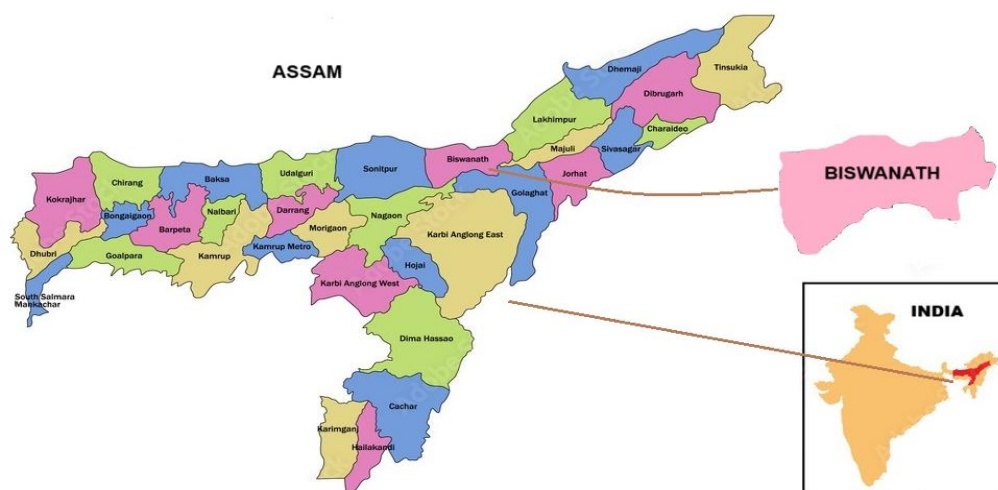 ASSAM
Tinsukia
Dhemaji
Dibrugarh
Lakhimpur
Charaideo
Majuli
Sivasagar
Biswanath
Jorhat
Sonitpur
Udalguri
Golaghat
Baksa
Chirang
Kokrajhar
Bongaigaon
Barpeta
Nalbari
Darrang
Nagaon
Morigaon
Karbi Anglong East
Dhubri
Goalpara
Kamrup
Kamrup Metro
Hojai
Karbi Anglong West
South Salmara
Mankachar
Dima Hassao
Cachar
Karimganj
Hailakandi
BISWANATH
INDIA